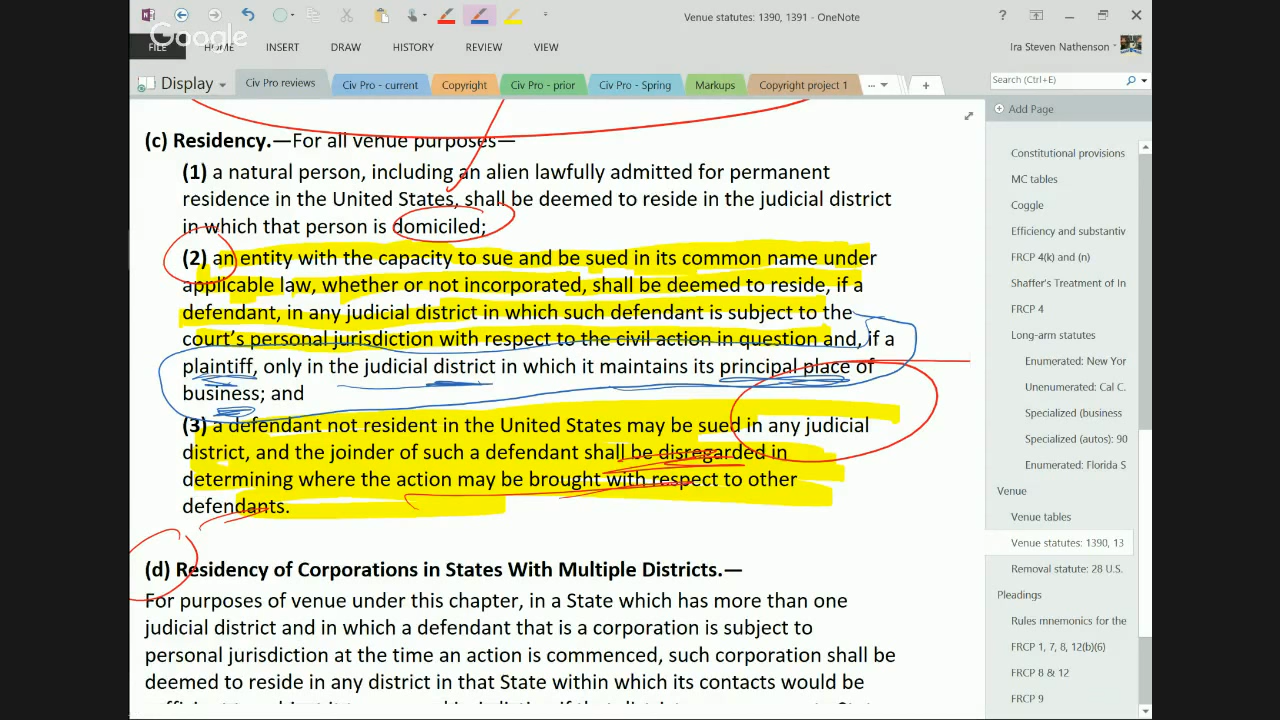 Venue statutes: 1390, 1391 - OneNote
?
Google
FILE HOME INSERT DRAW HISTORY REVIEW VIEW
Ira Steven Nathenson
Display
Civ Pro reviews
Civ Pro - current
Copyright
Civ Pro - prior
Civ Pro - Spring
Markups
Copyright project 1
...
+
Search (Ctrl+E)
Add Page
(c) Residency.—For all venue purposes—
(1) a natural person, including an alien lawfully admitted for permanent
residence in the United States, shall be deemed to reside in the judicial district
in which that person is domiciled;
(2) an entity with the capacity to sue and be sued in its common name under
applicable law, whether or not incorporated, shall be deemed to reside, if a
defendant, in any judicial district in which such defendant is subject to the
court's personal jurisdiction with respect to the civil action in question and, if a
plaintiff, only in the judicial district in which it maintains its principal place of
business; and
(3) a defendant not resident in the United States may be sued in any judicial
district, and the joinder of such a defendant shall be disregarded in
determining where the action may be brought with respect to other
defendants.
(d) Residency of Corporations in States With Multiple Districts.—
For purposes of venue under this chapter, in a State which has more than one
judicial district and in which a defendant that is a corporation is subject to
personal jurisdiction at the time an action is commenced, such corporation shall be
deemed to reside in any district in that State within which its contacts would be
Constitutional provisions
MC tables
Coggle
Efficiency and substantiv
FRCP 4(k) and (n)
Shaffer's Treatment of In
FRCP 4
Long-arm statutes
Enumerated: New Yor
Unenumerated: Cal C.
Specialized (business
Specialized (autos): 90
Enumerated: Florida S
Venue
Venue tables
Venue statutes: 1390, 13
Removal statute: 28 U.S.
Pleadings
Rules mnemonics for the
FRCP 1, 7, 8, 12(b)(6)
FRCP 8 & 12
FRCP 9